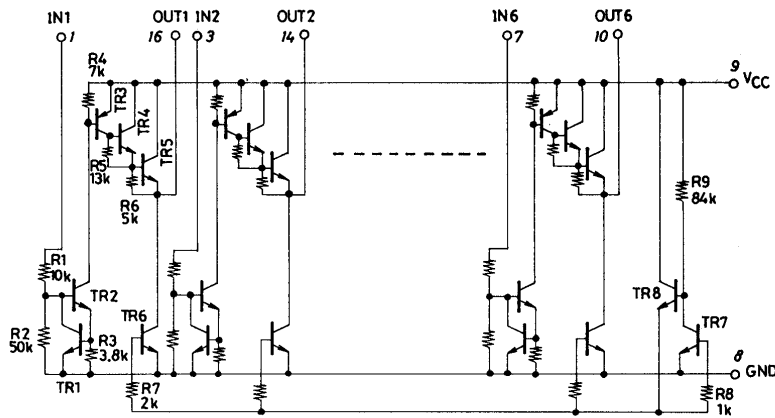 IN1 OUT1 IN2 OUT2 IN6 OUT6
1 16 3 14 7 10
R4
7k
TR3
TR4
TR5
9 VCC
R5
13k
R6
5k
R9
84k
R1
10k
TR2
TR8
R2
50k
R3
3.8k
TR6
TR7
TR1
R7
2k
8 GND
R8
1k